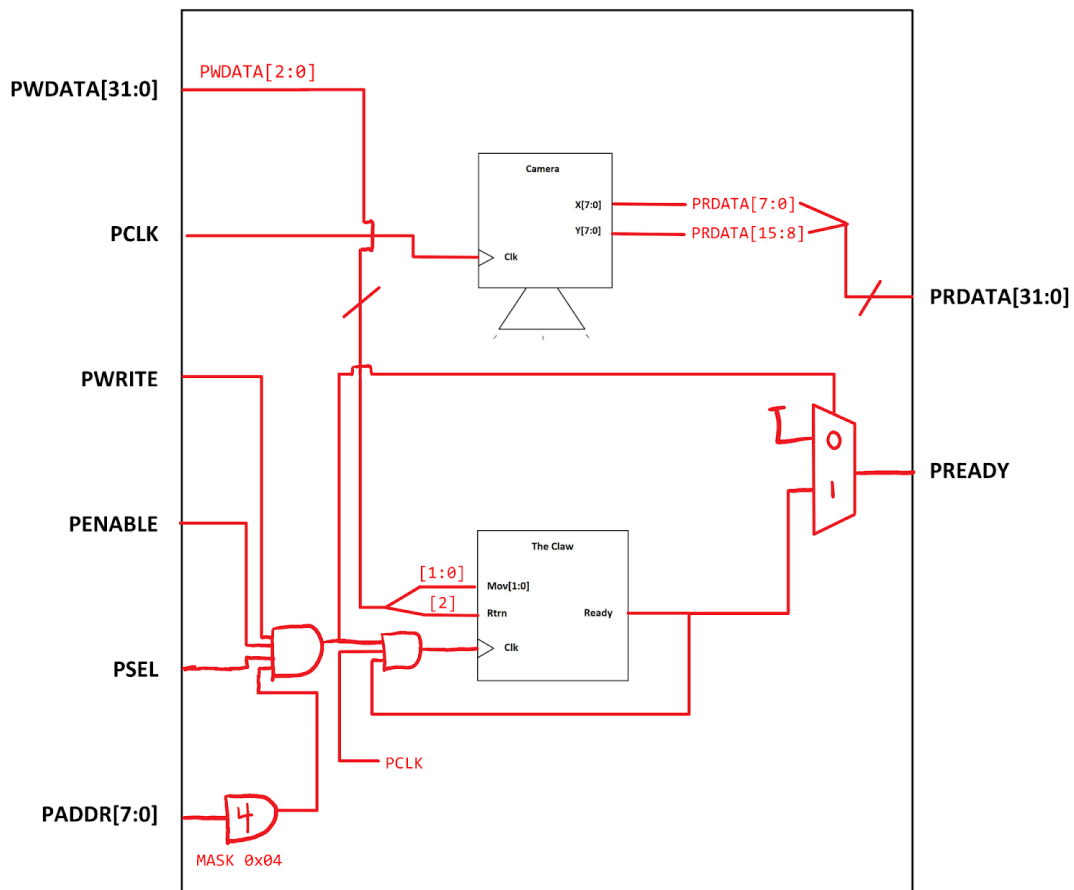 PWDATA[2:0]
PWDATA[31:0]
Camera
X[7:0]
PRDATA[7:0]
Y[7:0]
PRDATA[15:8]
PCLK
Clk
PRDATA[31:0]
PWRITE
0
PREADY
1
PENABLE
The Claw
[1:0]
Mov[1:0]
[2]
Rtrn
Ready
Clk
PSEL
PCLK
PADDR[7:0]
4
MASK 0x04